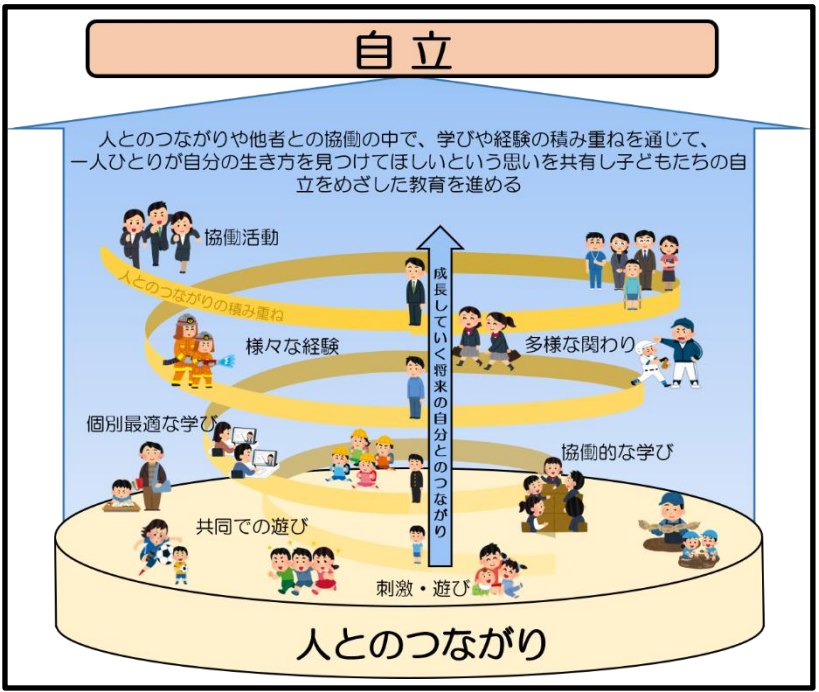 自立
人とのつながりや他者との協働の中で、学びや経験の積み重ねを通じて、
一人ひとりが自分の生き方を見つけてほしいという思いを共有し子どもたちの自
立をめざした教育を進める
協働活動
人とのつながりの積み重ね
成長していく将来の自分とのつながり
様々な経験
多様な関わり
個別最適な学び
協働的な学び
共同での遊び
刺激・遊び
人とのつながり